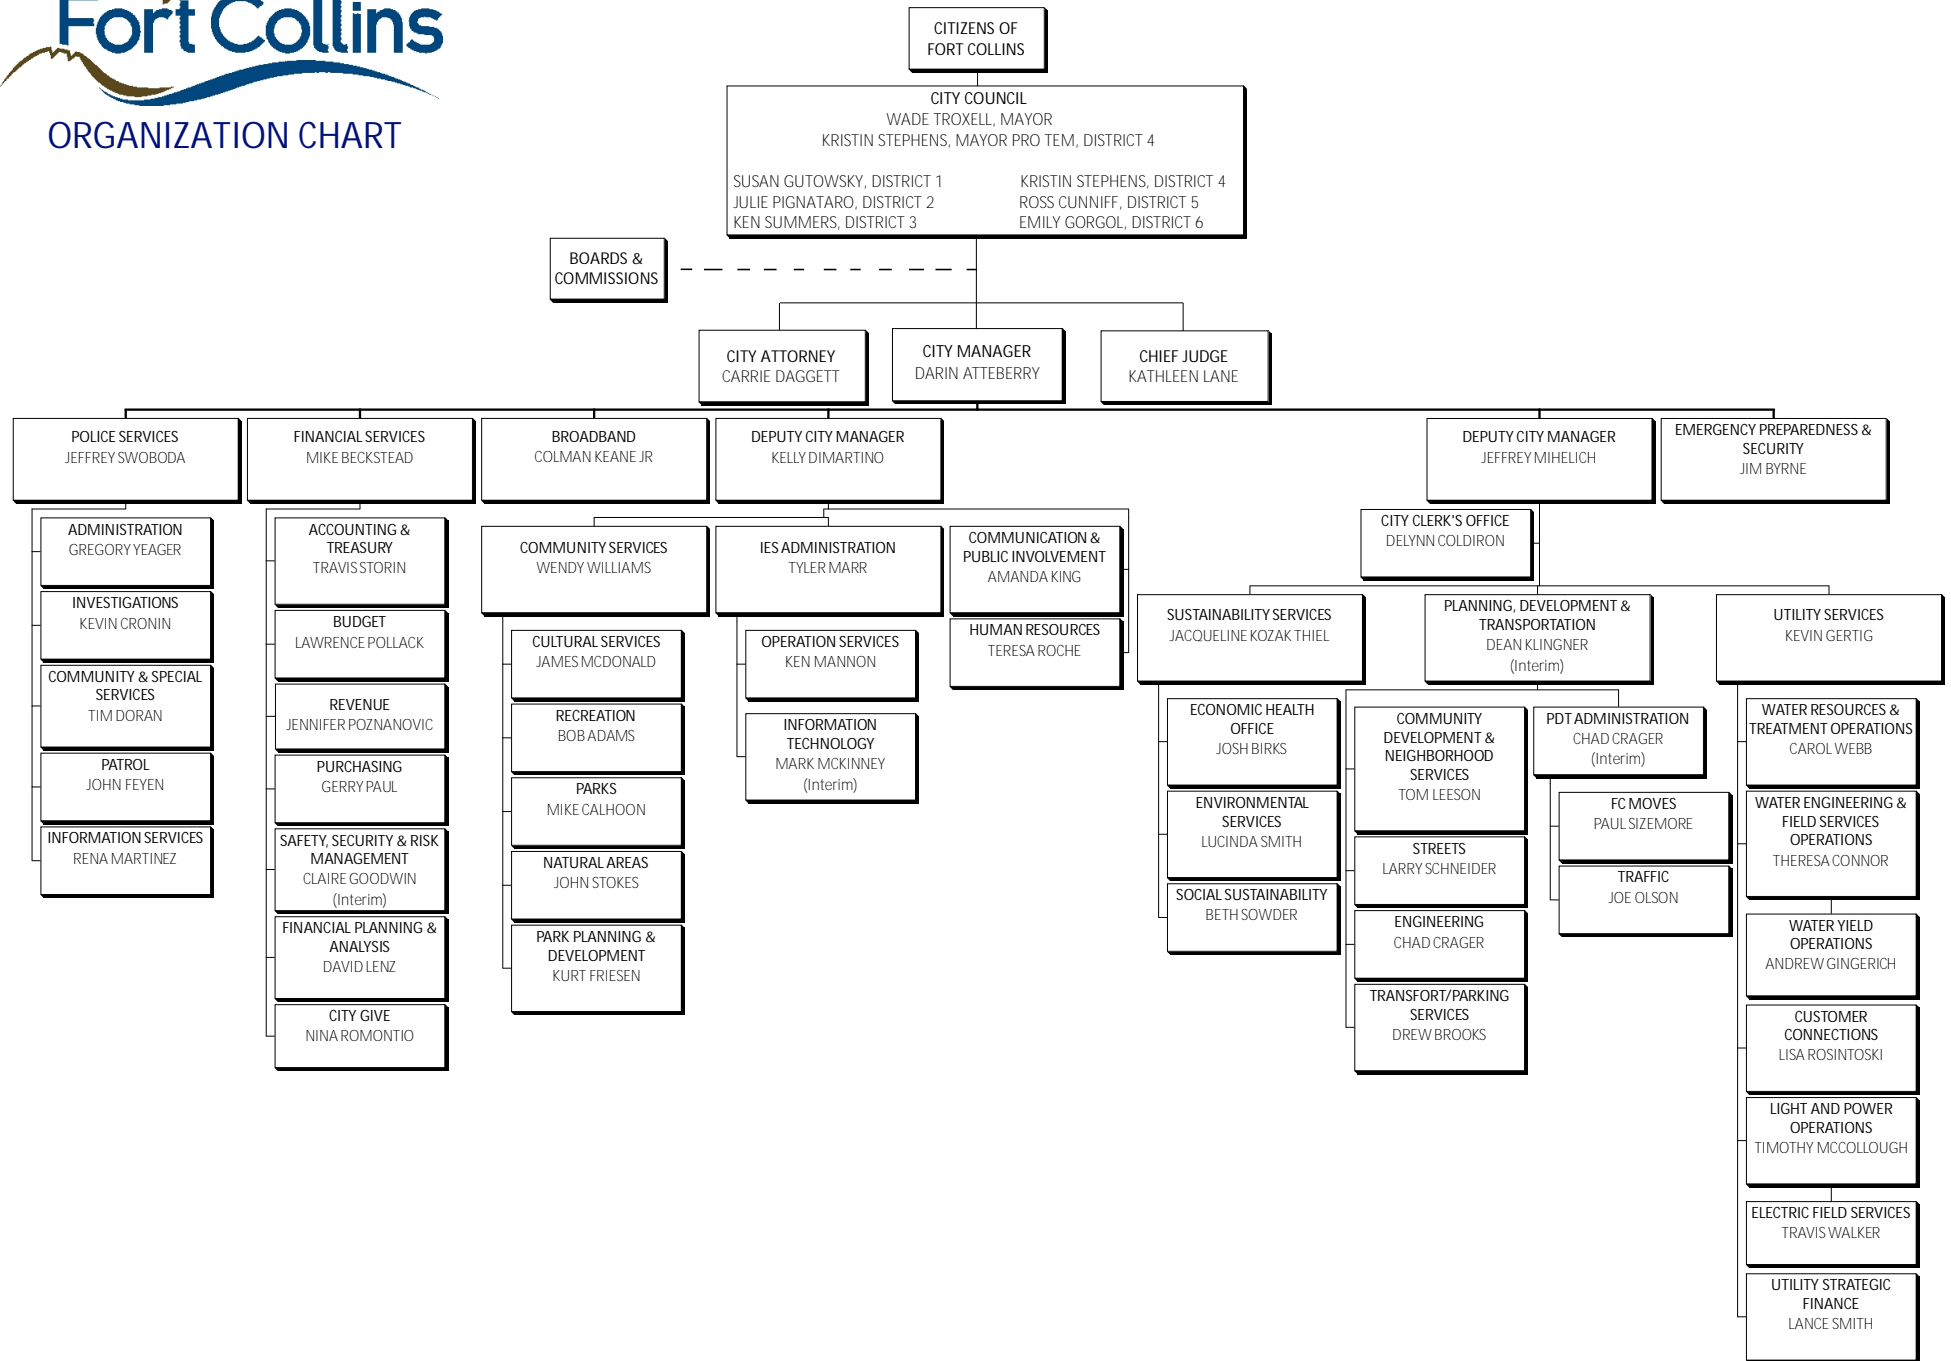 Fort Collins
ORGANIZATION CHART
CITIZENS OF
FORT COLLINS
CITY COUNCIL
WADE TROXELL, MAYOR
KRISTIN STEPHENS, MAYOR PRO TEM, DISTRICT 4
SUSAN GUTOWSKY, DISTRICT 1
JULIE PIGNATARO, DISTRICT 2
KEN SUMMERS, DISTRICT 3
KRISTIN STEPHENS, DISTRICT 4
ROSS CUNNIFF, DISTRICT 5
EMILY GORGOL, DISTRICT 6
BOARDS &
COMMISSIONS
CITY ATTORNEY
CARRIE DAGGETT
CITY MANAGER
DARIN ATTEBERRY
CHIEF JUDGE
KATHLEEN LANE
POLICE SERVICES
JEFFREY SWOBODA
FINANCIAL SERVICES
MIKE BECKSTEAD
BROADBAND
COLMAN KEANE JR
DEPUTY CITY MANAGER
KELLY DIMARTINO
DEPUTY CITY MANAGER
JEFFREY MIHELICH
EMERGENCY PREPAREDNESS &
SECURITY
JIM BYRNE
ADMINISTRATION
GREGORY YEAGER
INVESTIGATIONS
KEVIN CRONIN
COMMUNITY & SPECIAL
SERVICES
TIM DORAN
PATROL
JOHN FEYEN
INFORMATION SERVICES
RENA MARTINEZ
ACCOUNTING &
TREASURY
TRAVIS STORIN
BUDGET
LAWRENCE POLLACK
REVENUE
JENNIFER POZNANOVIC
PURCHASING
GERRY PAUL
SAFETY, SECURITY & RISK
MANAGEMENT
CLAIRE GOODWIN
(Interim)
FINANCIAL PLANNING &
ANALYSIS
DAVID LENZ
CITY GIVE
NINA ROMONTIO
COMMUNITY SERVICES
WENDY WILLIAMS
CULTURAL SERVICES
JAMES MCDONALD
RECREATION
BOB ADAMS
PARKS
MIKE CALHOON
NATURAL AREAS
JOHN STOKES
PARK PLANNING &
DEVELOPMENT
KURT FRIESEN
IES ADMINISTRATION
TYLER MARR
OPERATION SERVICES
KEN MANNON
INFORMATION
TECHNOLOGY
MARK MCKINNEY
(Interim)
COMMUNICATION &
PUBLIC INVOLVEMENT
AMANDA KING
HUMAN RESOURCES
TERESA ROCHE
CITY CLERK'S OFFICE
DELYNN COLDIRON
SUSTAINABILITY SERVICES
JACQUELINE KOZAK THIEL
ECONOMIC HEALTH
OFFICE
JOSH BIRKS
ENVIRONMENTAL
SERVICES
LUCINDA SMITH
SOCIAL SUSTAINABILITY
BETH SOWDER
PLANNING, DEVELOPMENT &
TRANSPORTATION
DEAN KLINGNER
(Interim)
COMMUNITY
DEVELOPMENT &
NEIGHBORHOOD
SERVICES
TOM LEESON
STREETS
LARRY SCHNEIDER
ENGINEERING
CHAD CRAGER
TRANSFORT/PARKING
SERVICES
DREW BROOKS
PDT ADMINISTRATION
CHAD CRAGER
(Interim)
FC MOVES
PAUL SIZEMORE
TRAFFIC
JOE OLSON
UTILITY SERVICES
KEVIN GERTIG
WATER RESOURCES &
TREATMENT OPERATIONS
CAROL WEBB
WATER ENGINEERING &
FIELD SERVICES
OPERATIONS
THERESA CONNOR
WATER YIELD
OPERATIONS
ANDREW GINGERICH
CUSTOMER
CONNECTIONS
LISA ROSINTOSKI
LIGHT AND POWER
OPERATIONS
TIMOTHY MCCOLLOUGH
ELECTRIC FIELD SERVICES
TRAVIS WALKER
UTILITY STRATEGIC
FINANCE
LANCE SMITH